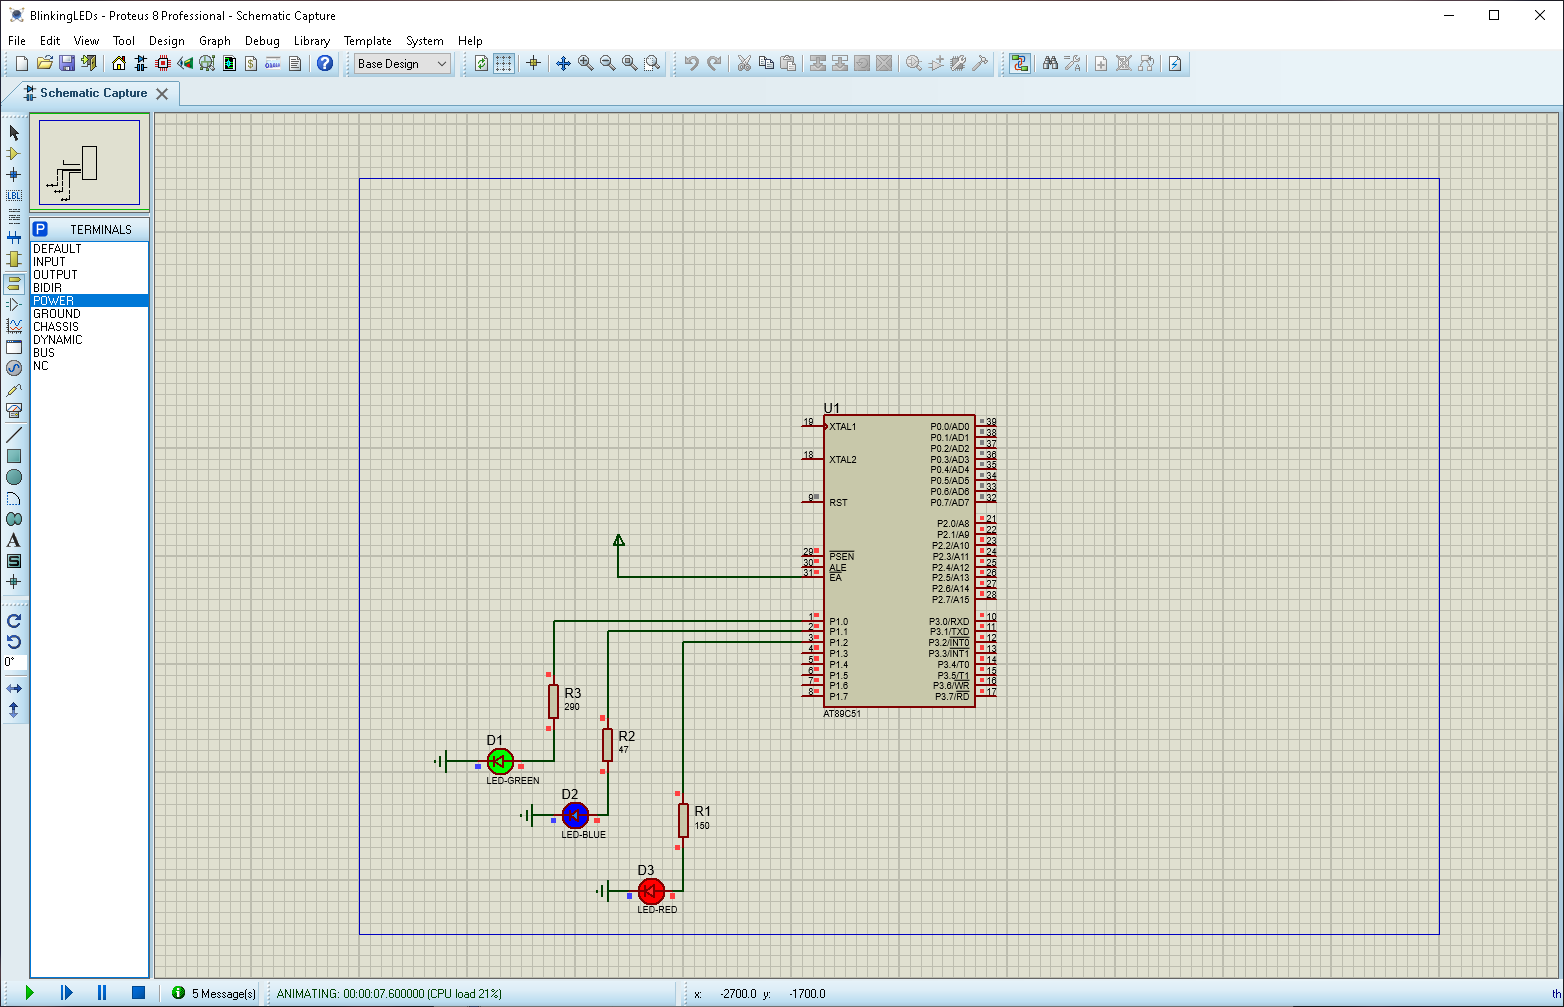 BlinkingLEDs - Proteus 8 Professional - Schematic Capture
File Edit View Tool Design Graph Debug Library Template System Help
Base Design
Schematic Capture
LBL
A
S
0°
P TERMINALS
DEFAULT
INPUT
OUTPUT
BIDIR
POWER
GROUND
CHASSIS
DYNAMIC
BUS
NC
U1
19 XTAL1
18 XTAL2
9 RST
29 PSEN
30 ALE
31 EA
1 P1.0
2 P1.1
3 P1.2
4 P1.3
5 P1.4
6 P1.5
7 P1.6
8 P1.7
P0.0/AD0 39
P0.1/AD1 38
P0.2/AD2 37
P0.3/AD3 36
P0.4/AD4 35
P0.5/AD5 34
P0.6/AD6 33
P0.7/AD7 32
P2.0/A8 21
P2.1/A9 22
P2.2/A10 23
P2.3/A11 24
P2.4/A12 25
P2.5/A13 26
P2.6/A14 27
P2.7/A15 28
P3.0/RXD 10
P3.1/TXD 11
P3.2/INT0 12
P3.3/INT1 13
P3.4/T0 14
P3.5/T1 15
P3.6/WR 16
P3.7/RD 17
AT89C51
R3
290
R2
47
R1
150
D1
LED-GREEN
D2
LED-BLUE
D3
LED-RED
5 Message(s)
ANIMATING: 00:00:07.600000 (CPU load 21%)
x: -2700.0 y: -1700.0
th